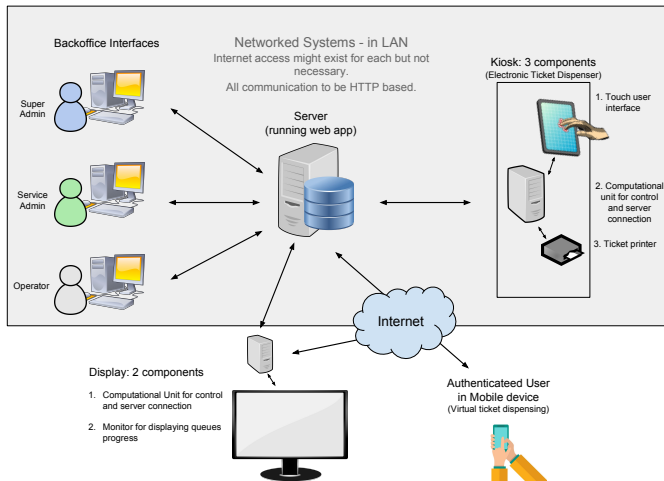 Backoffice Interfaces
Networked Systems - in LAN
Internet access might exist for each but not
necessary.
All communication to be HTTP based.
Kiosk: 3 components
(Electronic Ticket Dispenser)
Super
Admin
Server
(running web app)
1. Touch user
interface
Service
Admin
2. Computational
unit for control
and server
connection
3. Ticket printer
Operator
Internet
Display: 2 components
1. Computational Unit for control
and server connection
2. Monitor for displaying queues
progress
Authenticateed User
in Mobile device
(Virtual ticket dispensing)